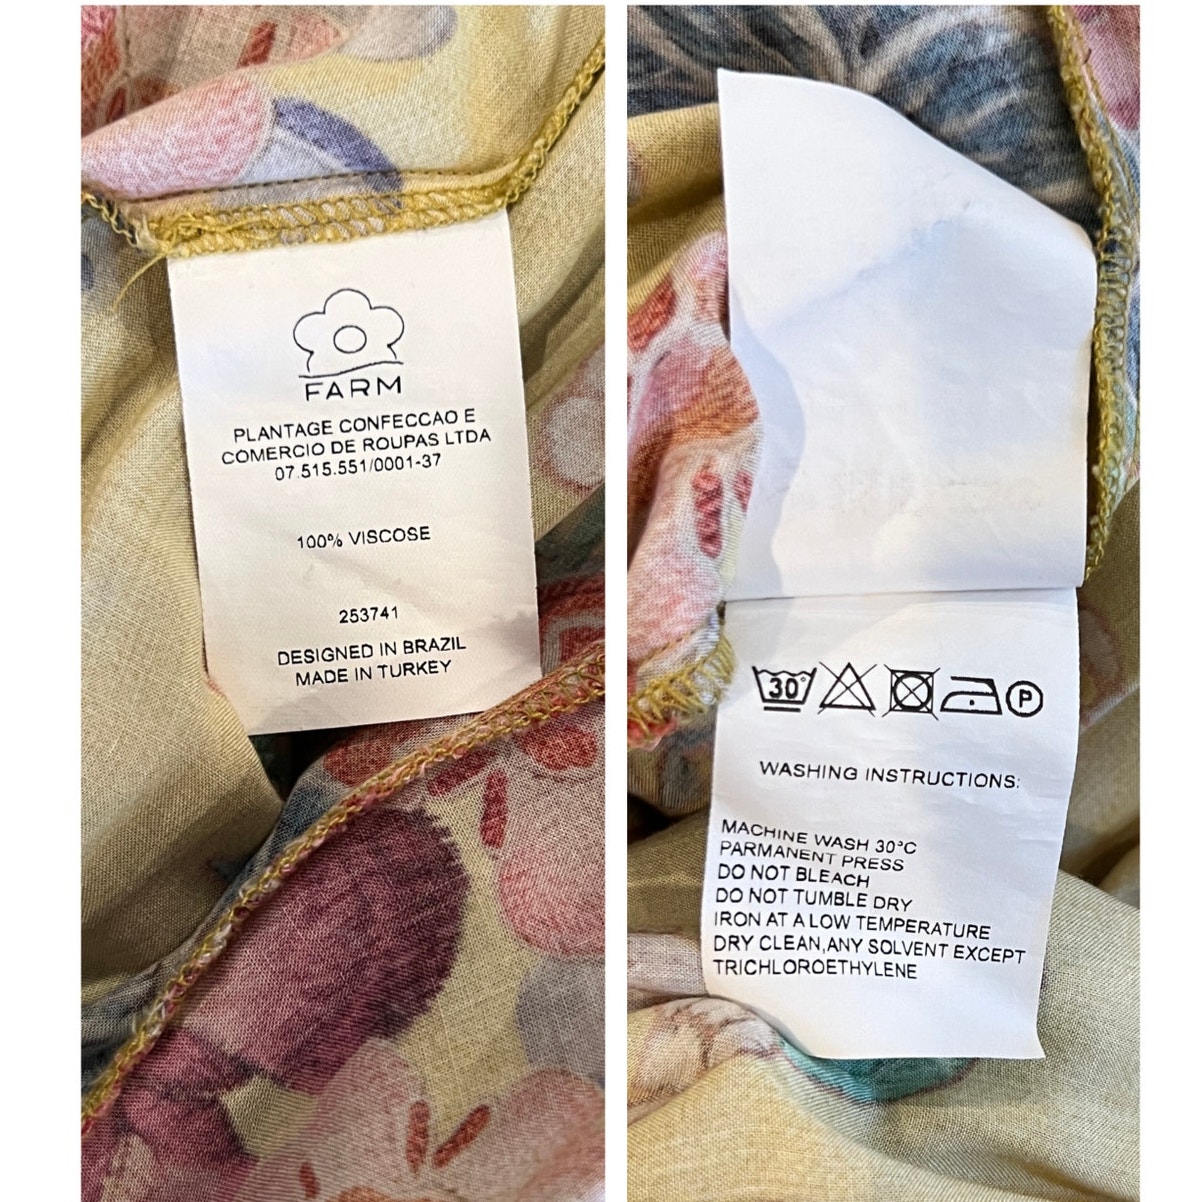 FARM
PLANTAGE CONFECCAO E
COMERCIO DE ROUPAS LTDA
07.515.551/0001-37
100% VISCOSE
253741
DESIGNED IN BRAZIL
MADE IN TURKEY
30° P
WASHING INSTRUCTIONS:
MACHINE WASH 30°C
PARMANENT PRESS
DO NOT BLEACH
DO NOT TUMBLE DRY
IRON AT A LOW TEMPERATURE
DRY CLEAN,ANY SOLVENT EXCEPT
TRICHLOROETHYLENE